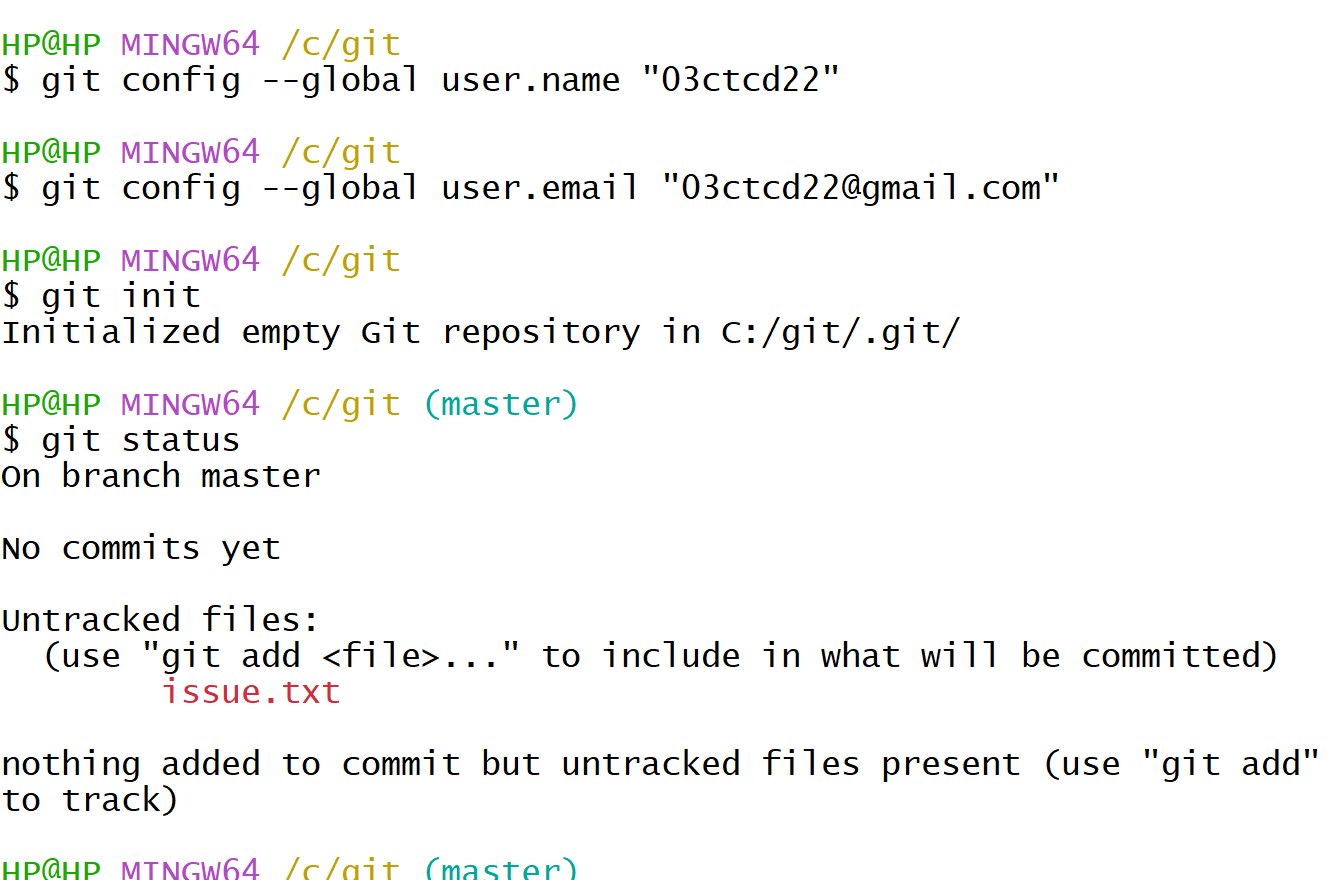 HP@HP MINGW64 /c/git
$ git config --global user.name "03ctcd22"
HP@HP MINGW64 /c/git
$ git config --global user.email "03ctcd22@gmail.com"
HP@HP MINGW64 /c/git
$ git init
Initialized empty Git repository in C:/git/.git/
HP@HP MINGW64 /c/git (master)
$ git status
On branch master
No commits yet
Untracked files:
  (use "git add <file>..." to include in what will be committed)
        issue.txt
nothing added to commit but untracked files present (use "git add"
to track)
HP@HP MINGW64 /c/git (master)